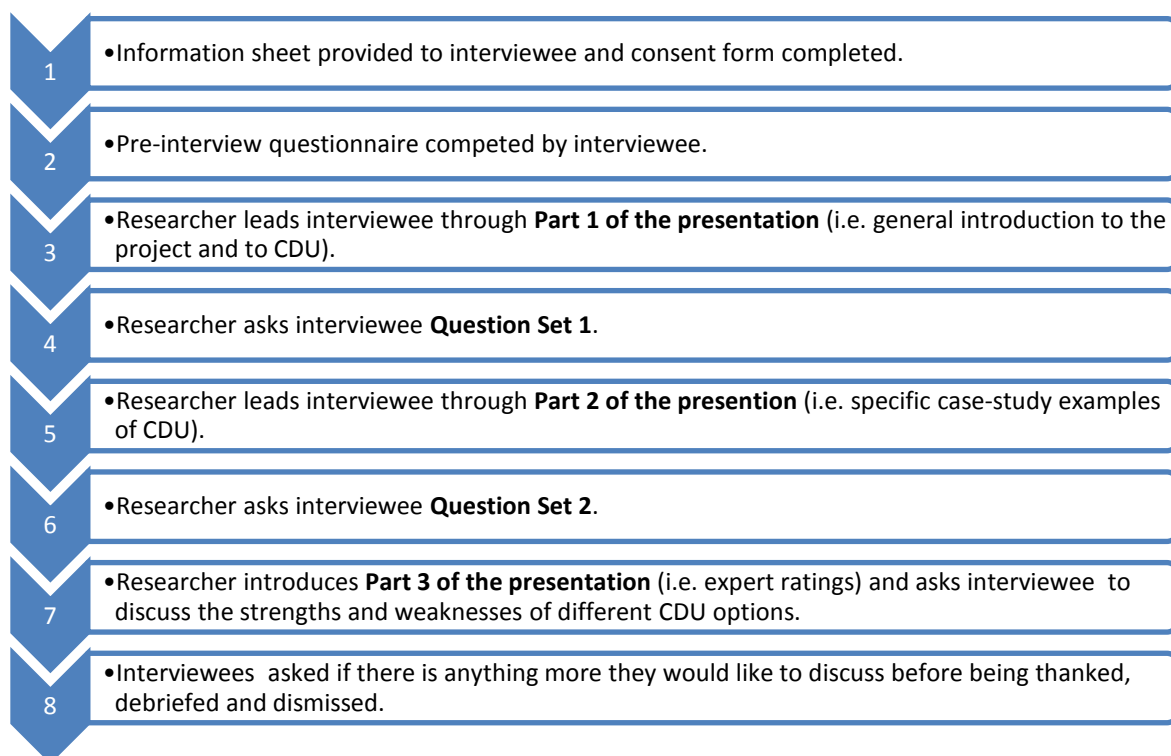 1
•Information sheet provided to interviewee and consent form completed.
2
•Pre-interview questionnaire competed by interviewee.
3
•Researcher leads interviewee through Part 1 of the presentation (i.e. general introduction to the
project and to CDU).
4
•Researcher asks interviewee Question Set 1.
5
•Researcher leads interviewee through Part 2 of the presention (i.e. specific case-study examples
of CDU).
6
•Researcher asks interviewee Question Set 2.
7
•Researcher introduces Part 3 of the presentation (i.e. expert ratings) and asks interviewee  to
discuss the strengths and weaknesses of different CDU options.
8
•Interviewees  asked if there is anything more they would like to discuss before being thanked,
debriefed and dismissed.